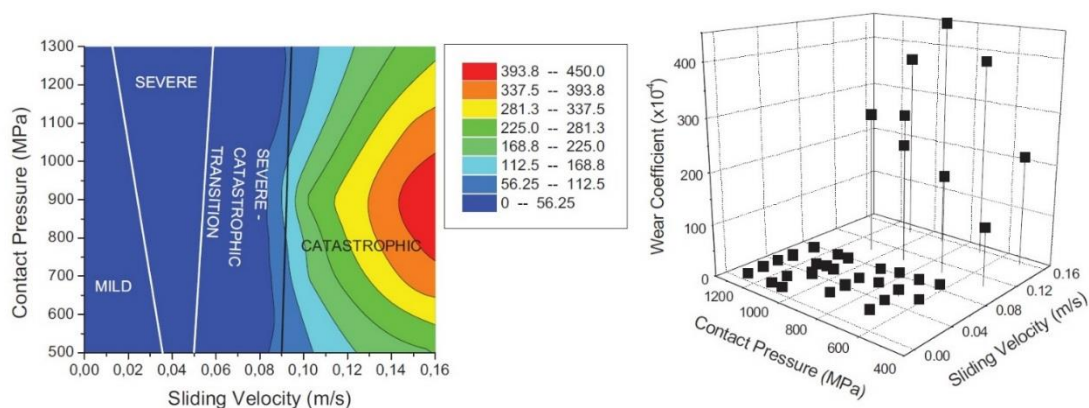 1300
1200
1100
1000
900
800
700
600
500
Contact Pressure (MPa)
0,00 0,02 0,04 0,06 0,08 0,10 0,12 0,14 0,16
Sliding Velocity (m/s)
SEVERE
MILD
SEVERE -
CATASTROPHIC
TRANSITION
CATASTROPHIC
393.8 -- 450.0
337.5 -- 393.8
281.3 -- 337.5
225.0 -- 281.3
168.8 -- 225.0
112.5 -- 168.8
56.25 -- 112.5
0 -- 56.25
Wear Coefficient (x10⁻⁴)
400
300
200
100
0
1200
1000
800
600
400
Contact Pressure (MPa)
0.00
0.04
0.08
0.12
0.16
Sliding Velocity (m/s)